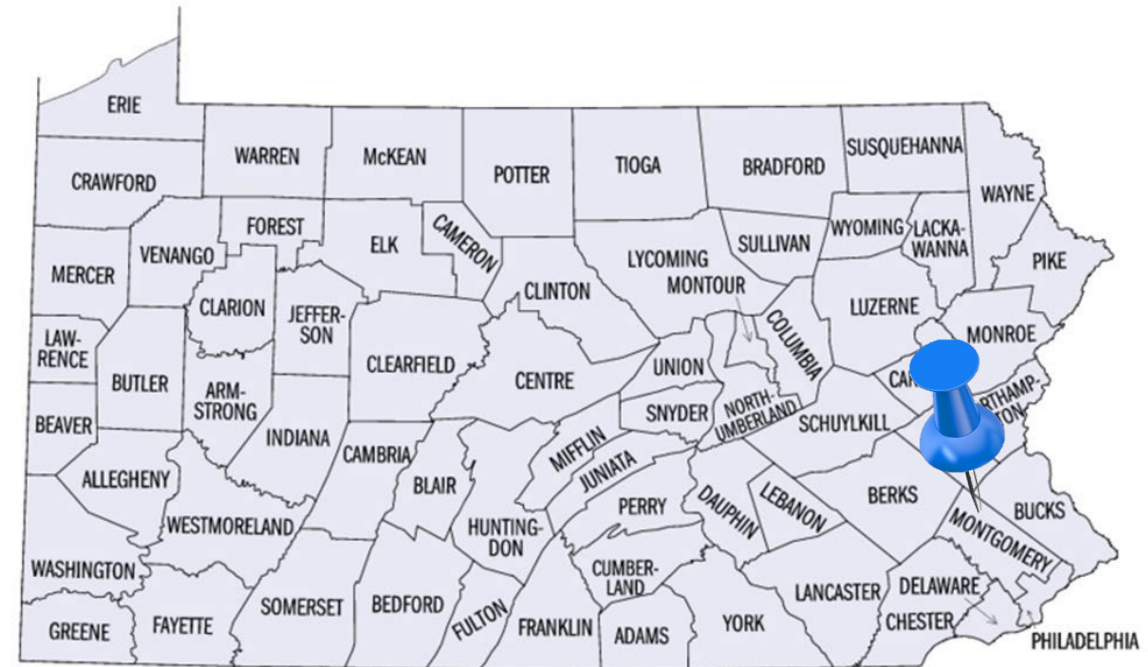 ERIE
CRAWFORD
WARREN
McKEAN
POTTER
TIOGA
BRADFORD
SUSQUEHANNA
WAYNE
FOREST
VENANGO
ELK
CAMERON
LYCOMING
SULLIVAN
WYOMING
LACKA-
WANNA
PIKE
MERCER
CLARION
JEFFER-
SON
CLINTON
MONTOUR
COLUMBIA
LUZERNE
MONROE
LAW-
RENCE
BUTLER
ARM-
STRONG
CLEARFIELD
CENTRE
UNION
SNYDER
NORTH-
UMBERLAND
SCHUYLKILL
BEAVER
INDIANA
CAMBRIA
BLAIR
MIFFLIN
JUNIATA
ALLEGHENY
WESTMORELAND
HUNTING-
DON
PERRY
DAUPHIN
LEBANON
BERKS
BUCKS
MONTGOMERY
WASHINGTON
SOMERSET
BEDFORD
FULTON
CUMBER-
LAND
LANCASTER
DELAWARE
CHESTER
GREENE
FAYETTE
FRANKLIN
ADAMS
YORK
PHILADELPHIA